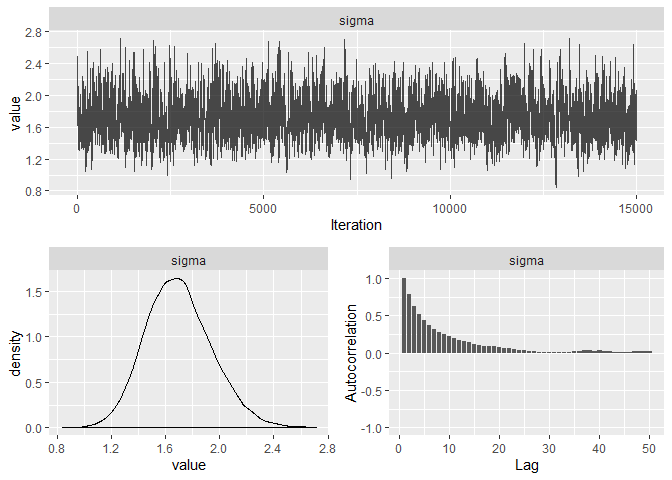 sigma
2.8
2.4
2.0
1.6
1.2
0.8
value
0 5000 10000 15000
Iteration
sigma
1.5
1.0
0.5
0.0
density
0.8 1.2 1.6 2.0 2.4 2.8
value
sigma
1.0
0.5
0.0
-0.5
-1.0
Autocorrelation
0 10 20 30 40 50
Lag